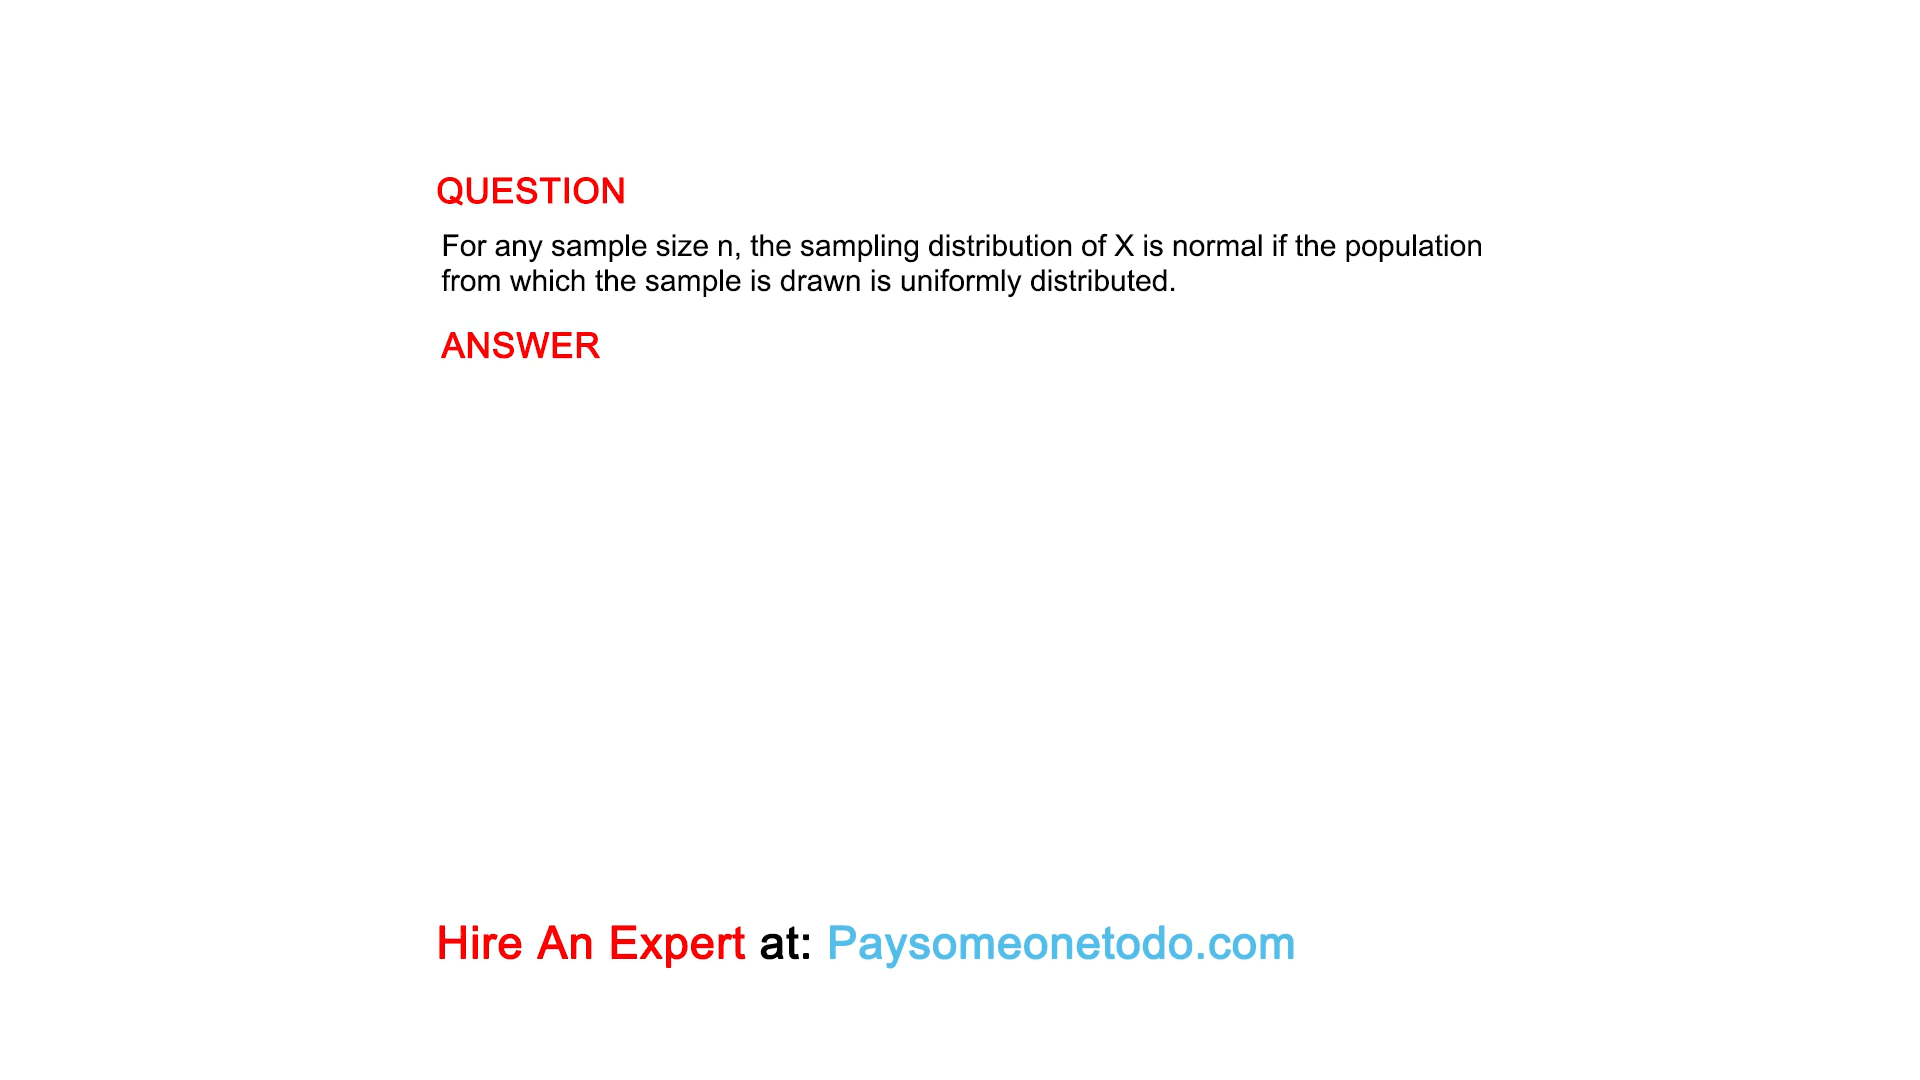 QUESTION
For any sample size n, the sampling distribution of X is normal if the population
from which the sample is drawn is uniformly distributed.
ANSWER
Hire An Expert at: Paysomeonetodo.com